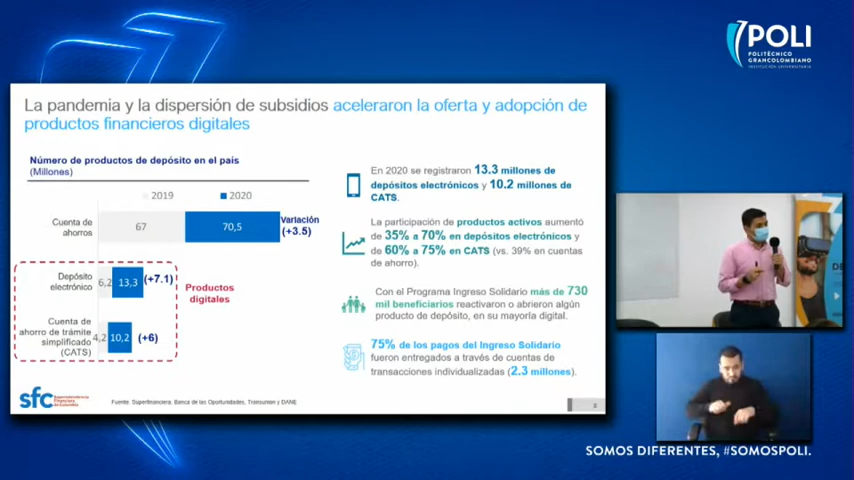 POLI
POLITÉCNICO
GRANCOLOMBIANO
INSTITUCIÓN UNIVERSITARIA
La pandemia y la dispersión de subsidios aceleraron la oferta y adopción de
productos financieros digitales
Número de productos de depósito en el país
(Millones)
2019 2020
Cuenta de
ahorros
67 70,5
Variación
(+3.5)
Depósito
electrónico
6,2 13,3 (+7.1)
Productos
digitales
Cuenta de
ahorro de trámite
simplificado
(CATS)
4,2 10,2 (+6)
En 2020 se registraron 13.3 millones de
depósitos electrónicos y 10.2 millones de
CATS.
La participación de productos activos aumentó
de 35% a 70% en depósitos electrónicos y
de 60% a 75% en CATS (vs. 39% en cuentas
de ahorro).
Con el Programa Ingreso Solidario más de 730
mil beneficiarios reactivaron o abrieron algún
producto de depósito, en su mayoría digital.
75% de los pagos del Ingreso Solidario
fueron entregados a través de cuentas de
transacciones individualizadas (2.3 millones).
sfc Superintendencia
Financiera
de Colombia
Fuente: Superfinanciera, Banca de las Oportunidades, Transunion y DANE
SOMOS DIFERENTES, #SOMOSPOLI.